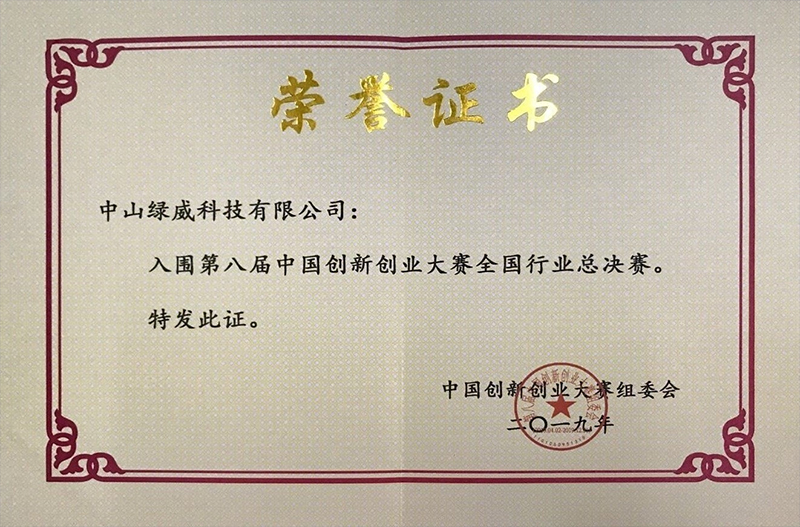 荣誉证书
中山绿威科技有限公司：
入围第八届中国创新创业大赛全国行业总决赛。
特发此证。
中国创新创业大赛组委会
二〇一九年